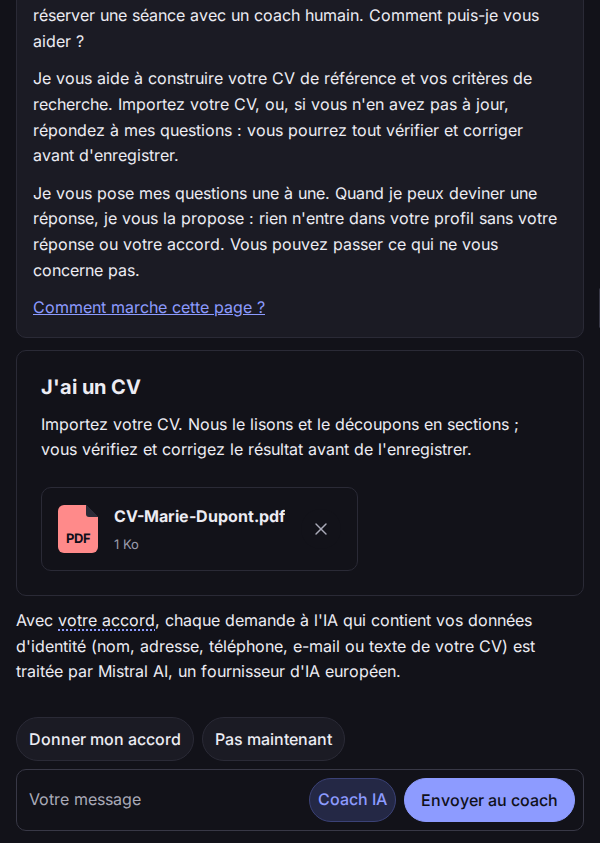 réserver une séance avec un coach humain. Comment puis-je vous
aider ?
Je vous aide à construire votre CV de référence et vos critères de
recherche. Importez votre CV, ou, si vous n'en avez pas à jour,
répondez à mes questions : vous pourrez tout vérifier et corriger
avant d'enregistrer.
Je vous pose mes questions une à une. Quand je peux deviner une
réponse, je vous la propose : rien n'entre dans votre profil sans votre
réponse ou votre accord. Vous pouvez passer ce qui ne vous
concerne pas.
Comment marche cette page ?
J'ai un CV
Importez votre CV. Nous le lisons et le découpons en sections ;
vous vérifiez et corrigez le résultat avant de l'enregistrer.
CV-Marie-Dupont.pdf
PDF
1 Ko
Avec votre accord, chaque demande à l'IA qui contient vos données
d'identité (nom, adresse, téléphone, e-mail ou texte de votre CV) est
traitée par Mistral AI, un fournisseur d'IA européen.
Donner mon accord
Pas maintenant
Votre message
Coach IA
Envoyer au coach